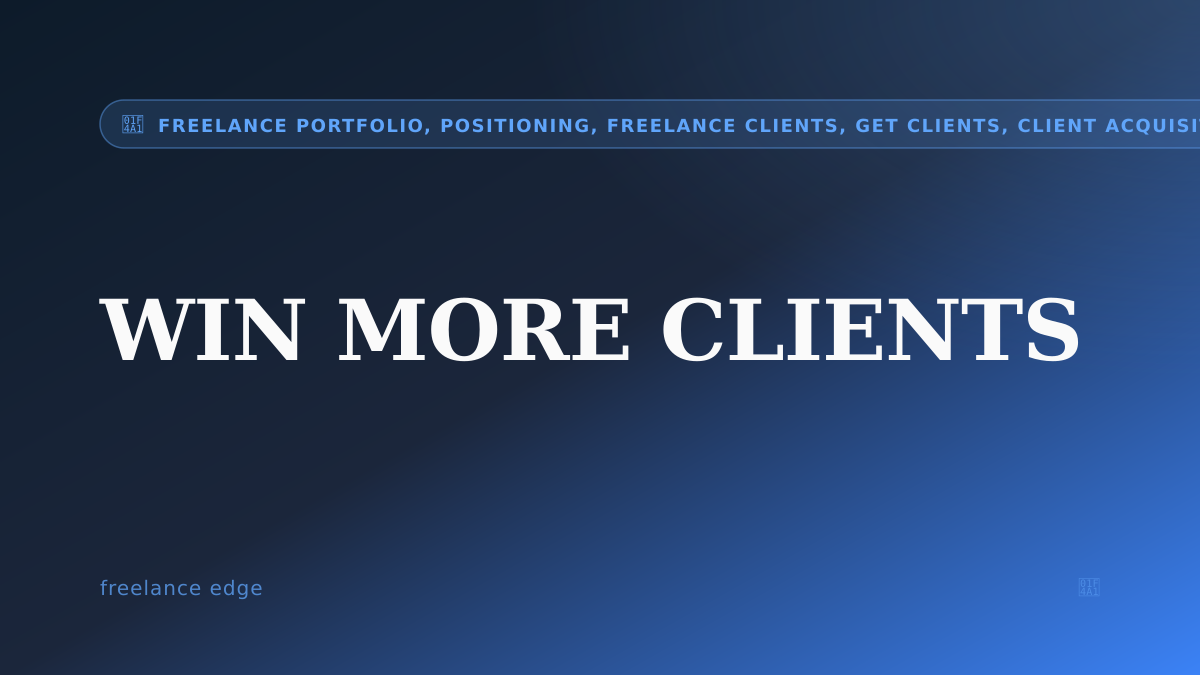 FREELANCE PORTFOLIO, POSITIONING, FREELANCE CLIENTS, GET CLIENTS, CLIENT ACQUISI
WIN MORE CLIENTS
freelance edge